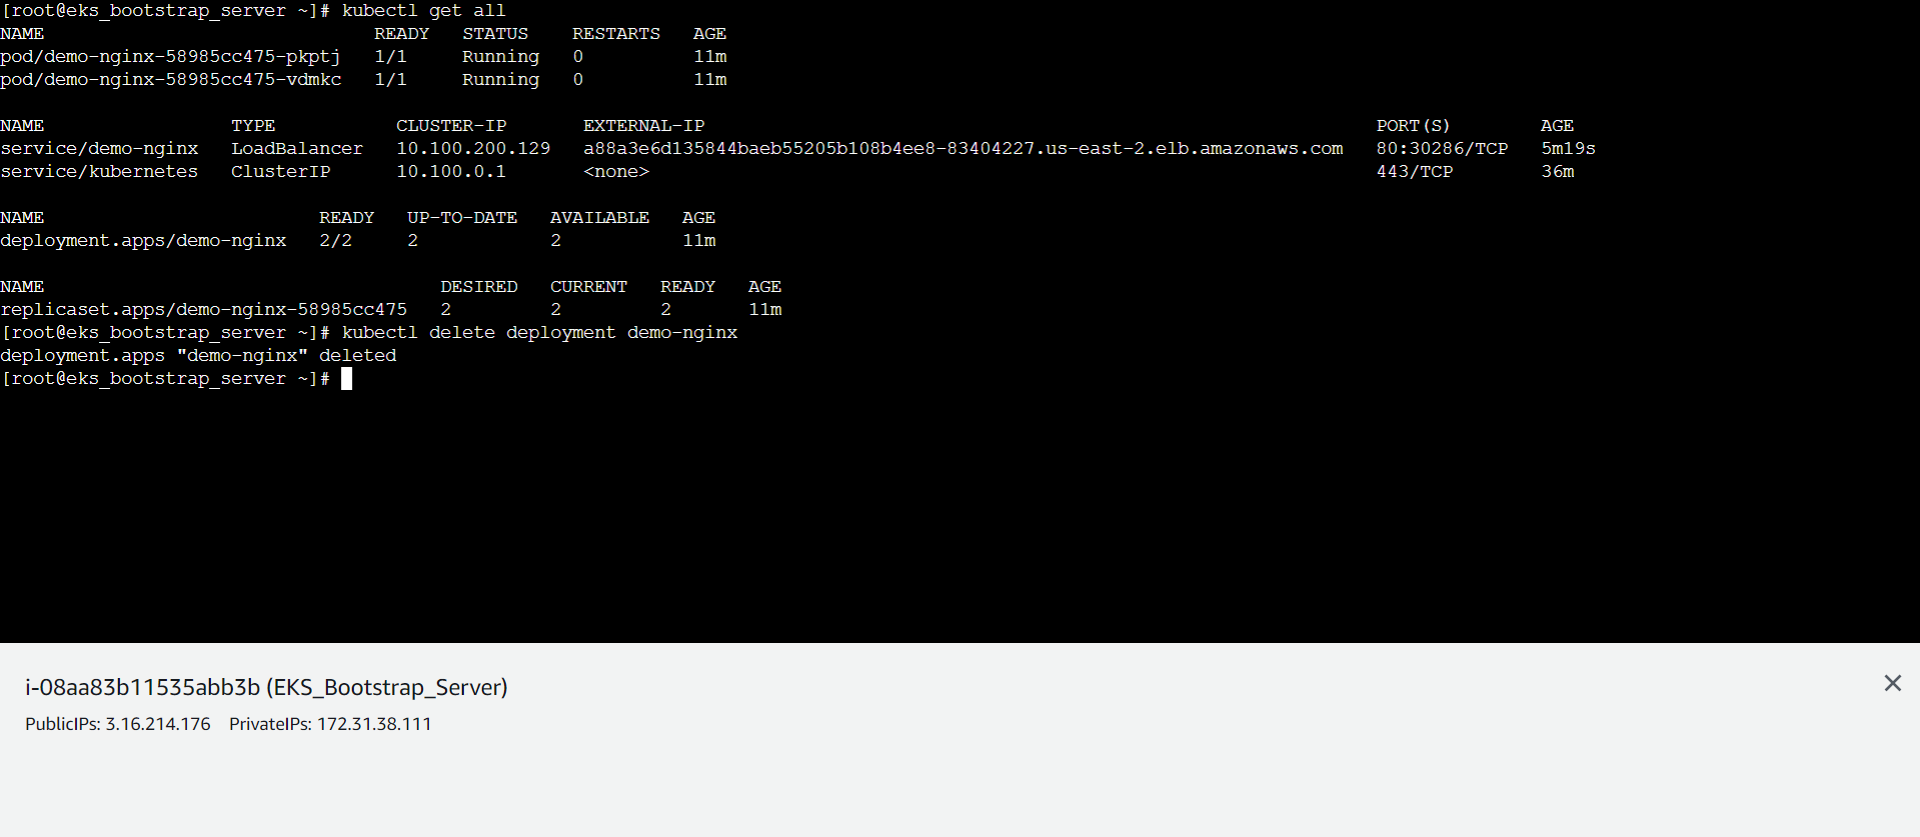 [root@eks_bootstrap_server ~]# kubectl get all
NAME READY STATUS RESTARTS AGE
pod/demo-nginx-58985cc475-pkptj 1/1 Running 0 11m
pod/demo-nginx-58985cc475-vdmkc 1/1 Running 0 11m
NAME TYPE CLUSTER-IP EXTERNAL-IP PORT(S) AGE
service/demo-nginx LoadBalancer 10.100.200.129 a88a3e6d135844baeb55205b108b4ee8-83404227.us-east-2.elb.amazonaws.com 80:30286/TCP 5m19s
service/kubernetes ClusterIP 10.100.0.1 <none> 443/TCP 36m
NAME READY UP-TO-DATE AVAILABLE AGE
deployment.apps/demo-nginx 2/2 2 2 11m
NAME DESIRED CURRENT READY AGE
replicaset.apps/demo-nginx-58985cc475 2 2 2 11m
[root@eks_bootstrap_server ~]# kubectl delete deployment demo-nginx
deployment.apps "demo-nginx" deleted
[root@eks_bootstrap_server ~]#
i-08aa83b11535abb3b (EKS_Bootstrap_Server)
PublicIPs: 3.16.214.176 PrivateIPs: 172.31.38.111